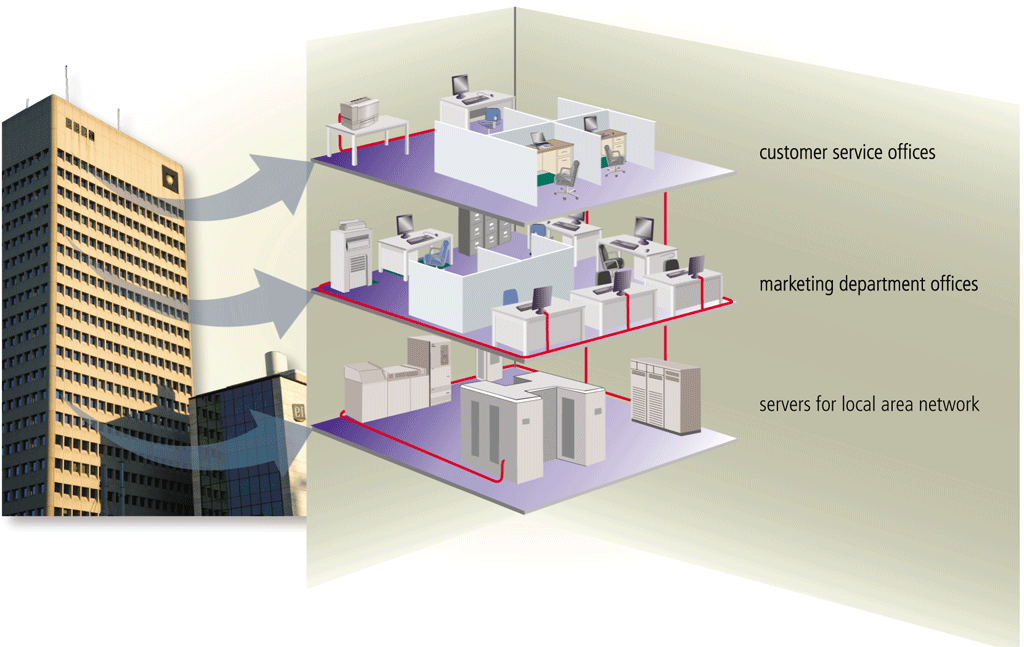 customer service offices
marketing department offices
servers for local area network